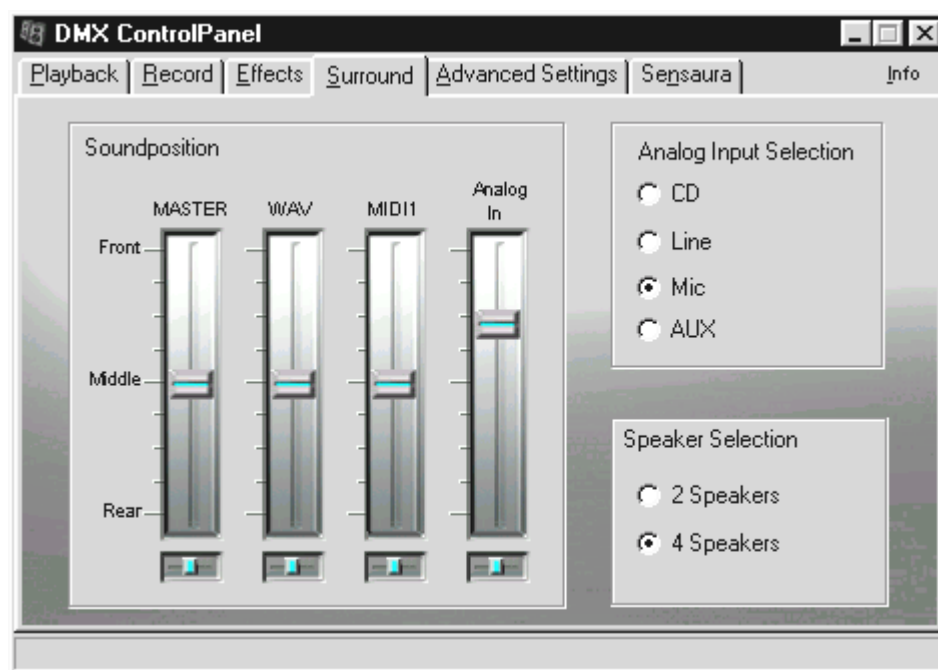 DMX ControlPanel
Playback Record Effects Surround Advanced Settings Sensaura Info
Soundposition
MASTER WAV MIDI1 Analog In
Front
Middle
Rear
Analog Input Selection
CD
Line
Mic
AUX
Speaker Selection
2 Speakers
4 Speakers